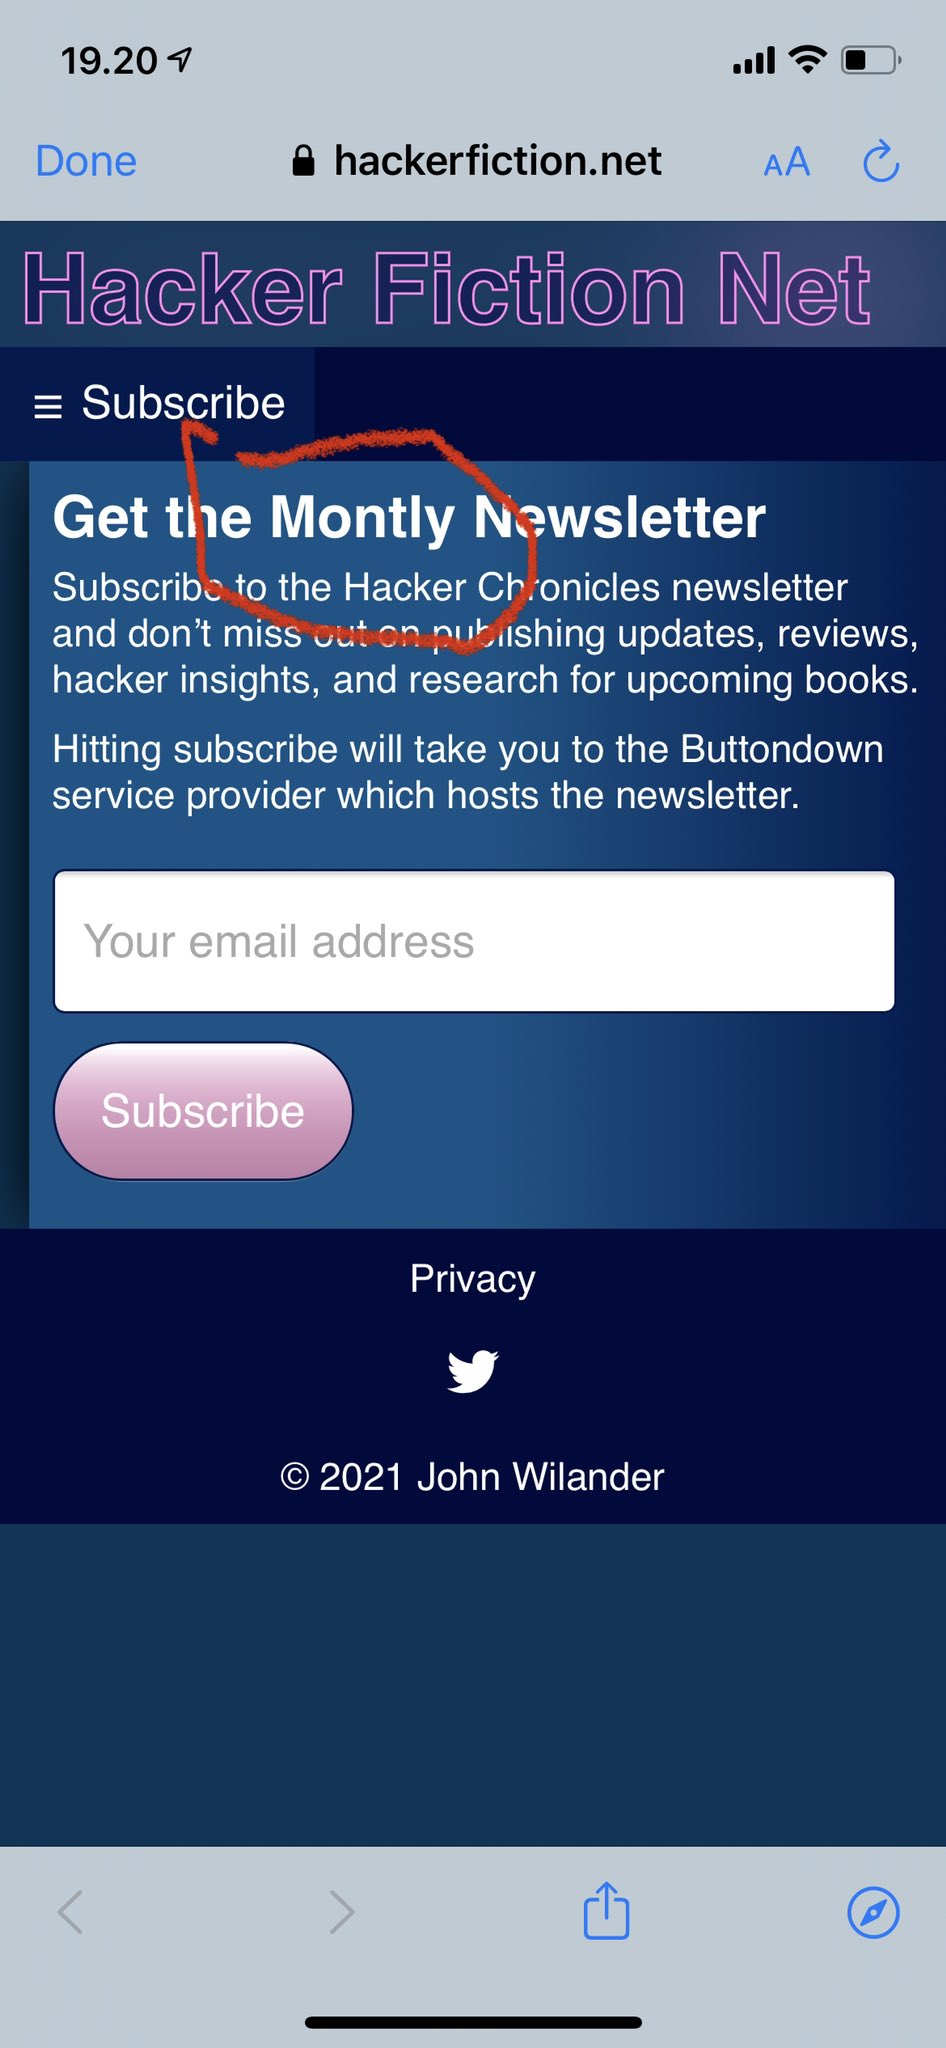 19.20
Done
hackerfiction.net
AA
Hacker Fiction Net
≡ Subscribe
Get the Montly Newsletter
Subscribe to the Hacker Chronicles newsletter
and don’t miss out on publishing updates, reviews,
hacker insights, and research for upcoming books.
Hitting subscribe will take you to the Buttondown
service provider which hosts the newsletter.
Your email address
Subscribe
Privacy
© 2021 John Wilander